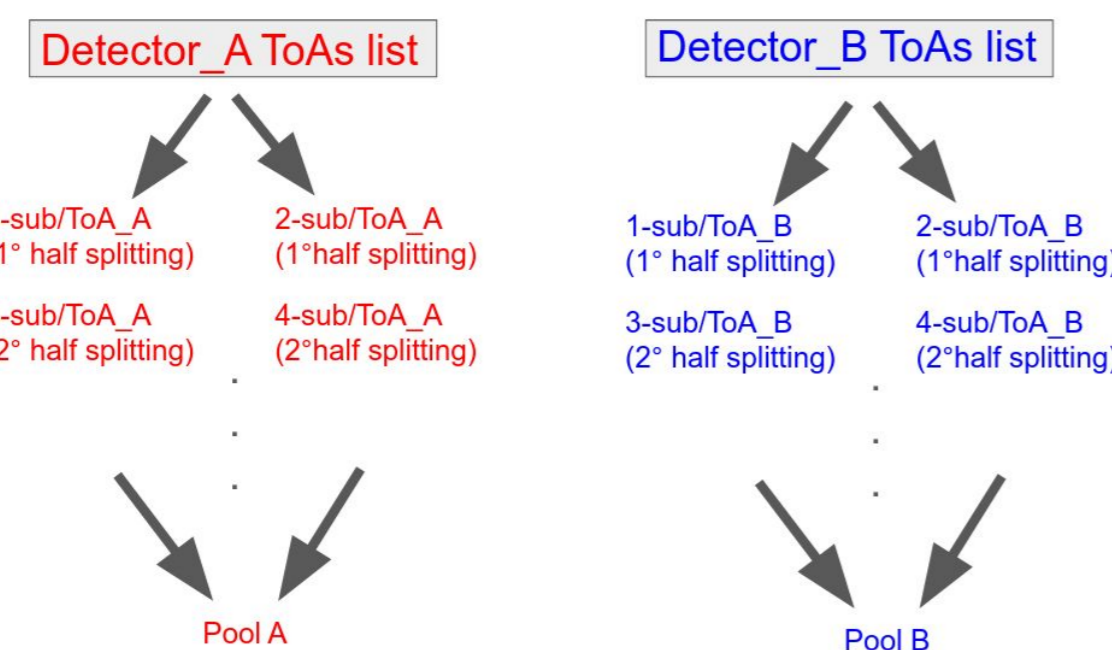 Detector_A ToAs list
Detector_B ToAs list
-sub/ToA_A
1° half splitting)
2-sub/ToA_A
(1°half splitting)
-sub/ToA_A
2° half splitting)
4-sub/ToA_A
(2°half splitting)
.
.
.
Pool A
1-sub/ToA_B
(1° half splitting)
2-sub/ToA_B
(1°half splitting)
3-sub/ToA_B
(2° half splitting)
4-sub/ToA_B
(2°half splitting)
.
.
.
Pool B